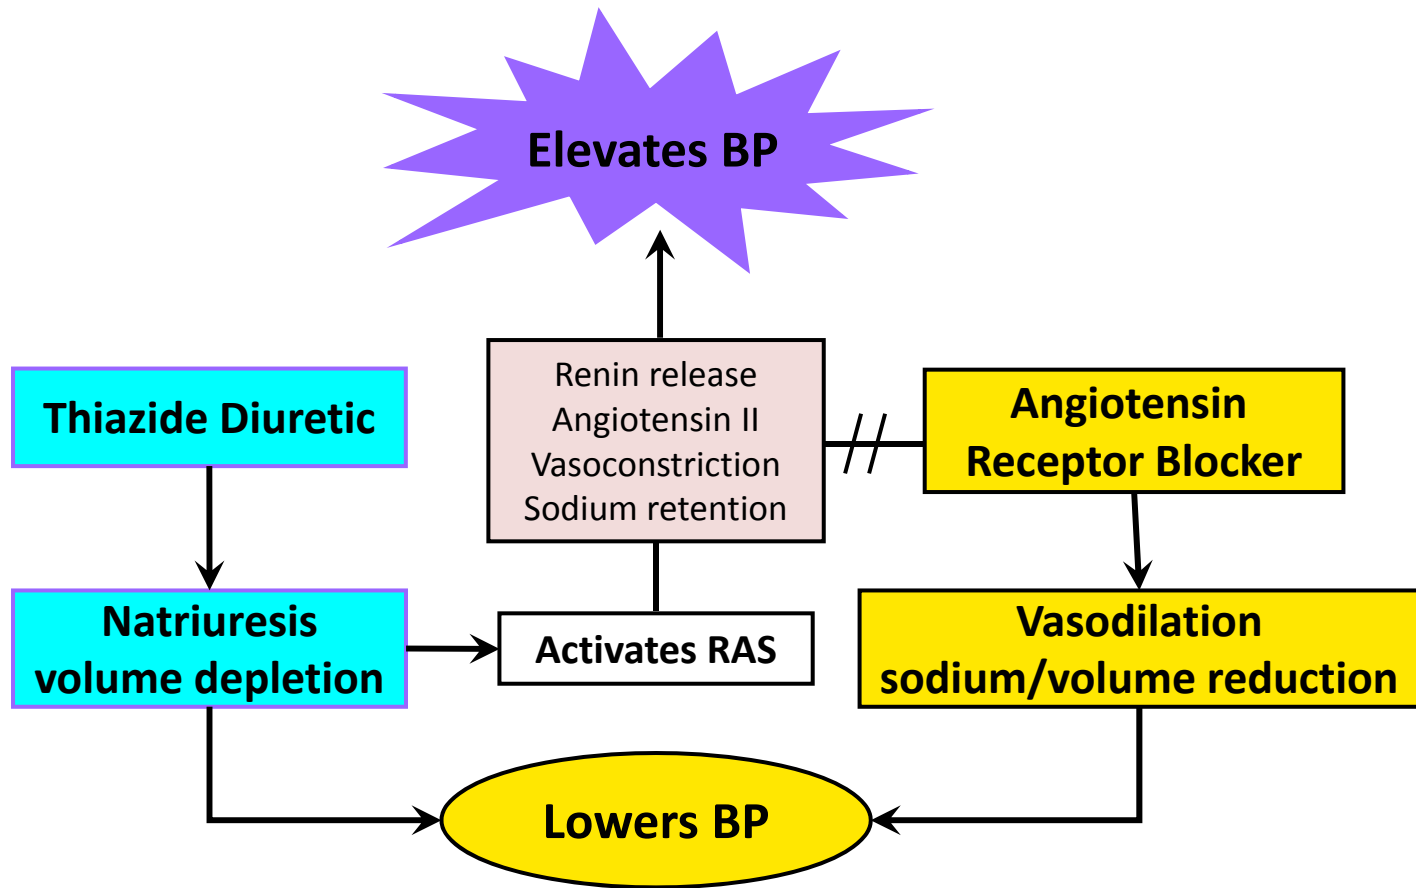 Elevates BP
Renin release
Angiotensin II
Vasoconstriction
Sodium retention
Thiazide Diuretic
Angiotensin
Receptor Blocker
Natriuresis
volume depletion
Activates RAS
Vasodilation
sodium/volume reduction
Lowers BP